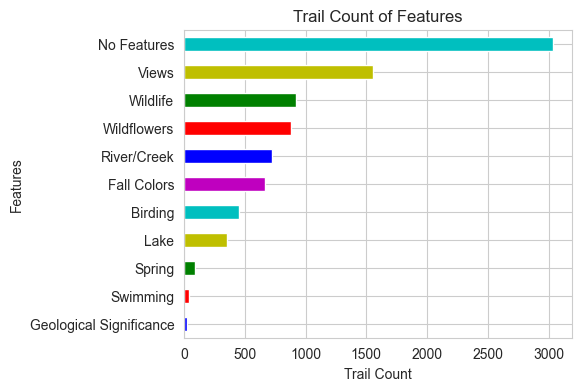 Trail Count of Features
No Features
Views
Wildlife
Wildflowers
River/Creek
Fall Colors
Birding
Lake
Spring
Swimming
Geological Significance
Features
0 500 1000 1500 2000 2500 3000
Trail Count